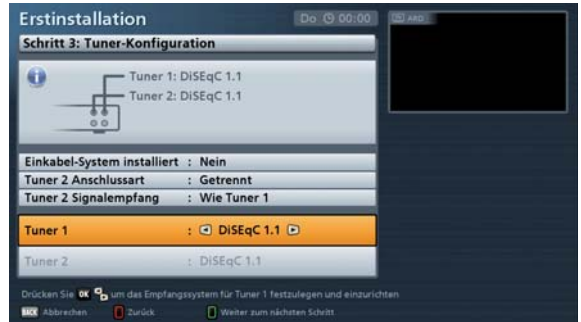 Erstinstallation
Do 00:00
ARD
Schritt 3: Tuner-Konfiguration
Tuner 1: DiSEqC 1.1
Tuner 2: DiSEqC 1.1
Einkabel-System installiert : Nein
Tuner 2 Anschlussart : Getrennt
Tuner 2 Signalempfang : Wie Tuner 1
Tuner 1 : DiSEqC 1.1
Tuner 2 : DiSEqC 1.1
Drücken Sie OK um das Empfangssystem für Tuner 1 festzulegen und einzurichten
BACK Abbrechen Zurück Weiter zum nächsten Schritt